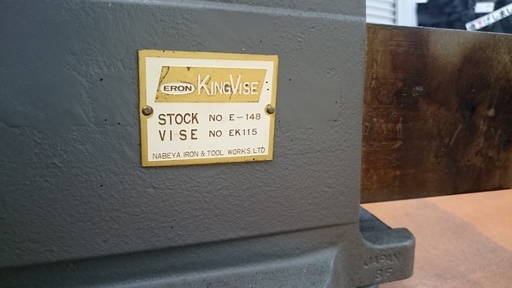 ERON KINGVISE
STOCK NO E-148
VISE NO EK115
NABEYA IRON & TOOL WORKS. LTD
JAPAN